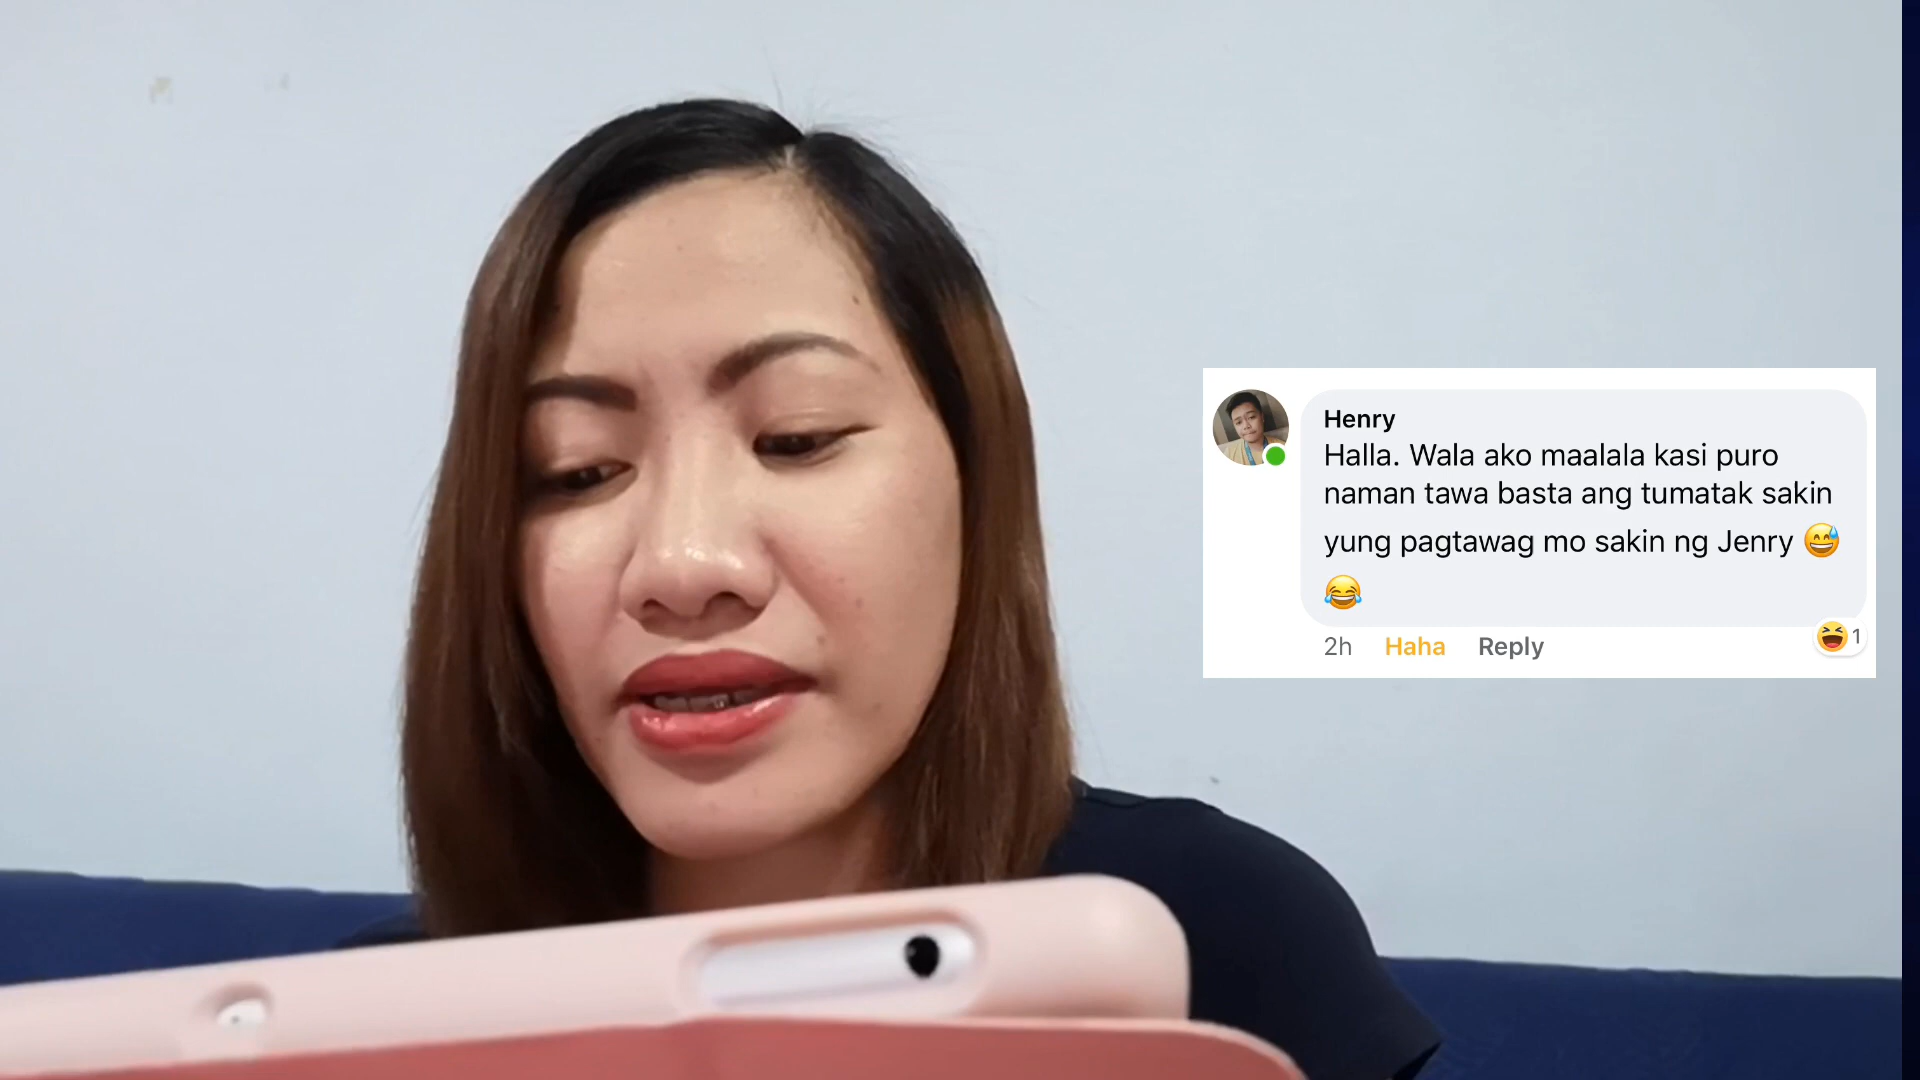 Henry
Halla. Wala ako maalala kasi puro
naman tawa basta ang tumatak sakin
yung pagtawag mo sakin ng Jenry 😅
😂
2h Haha Reply 1